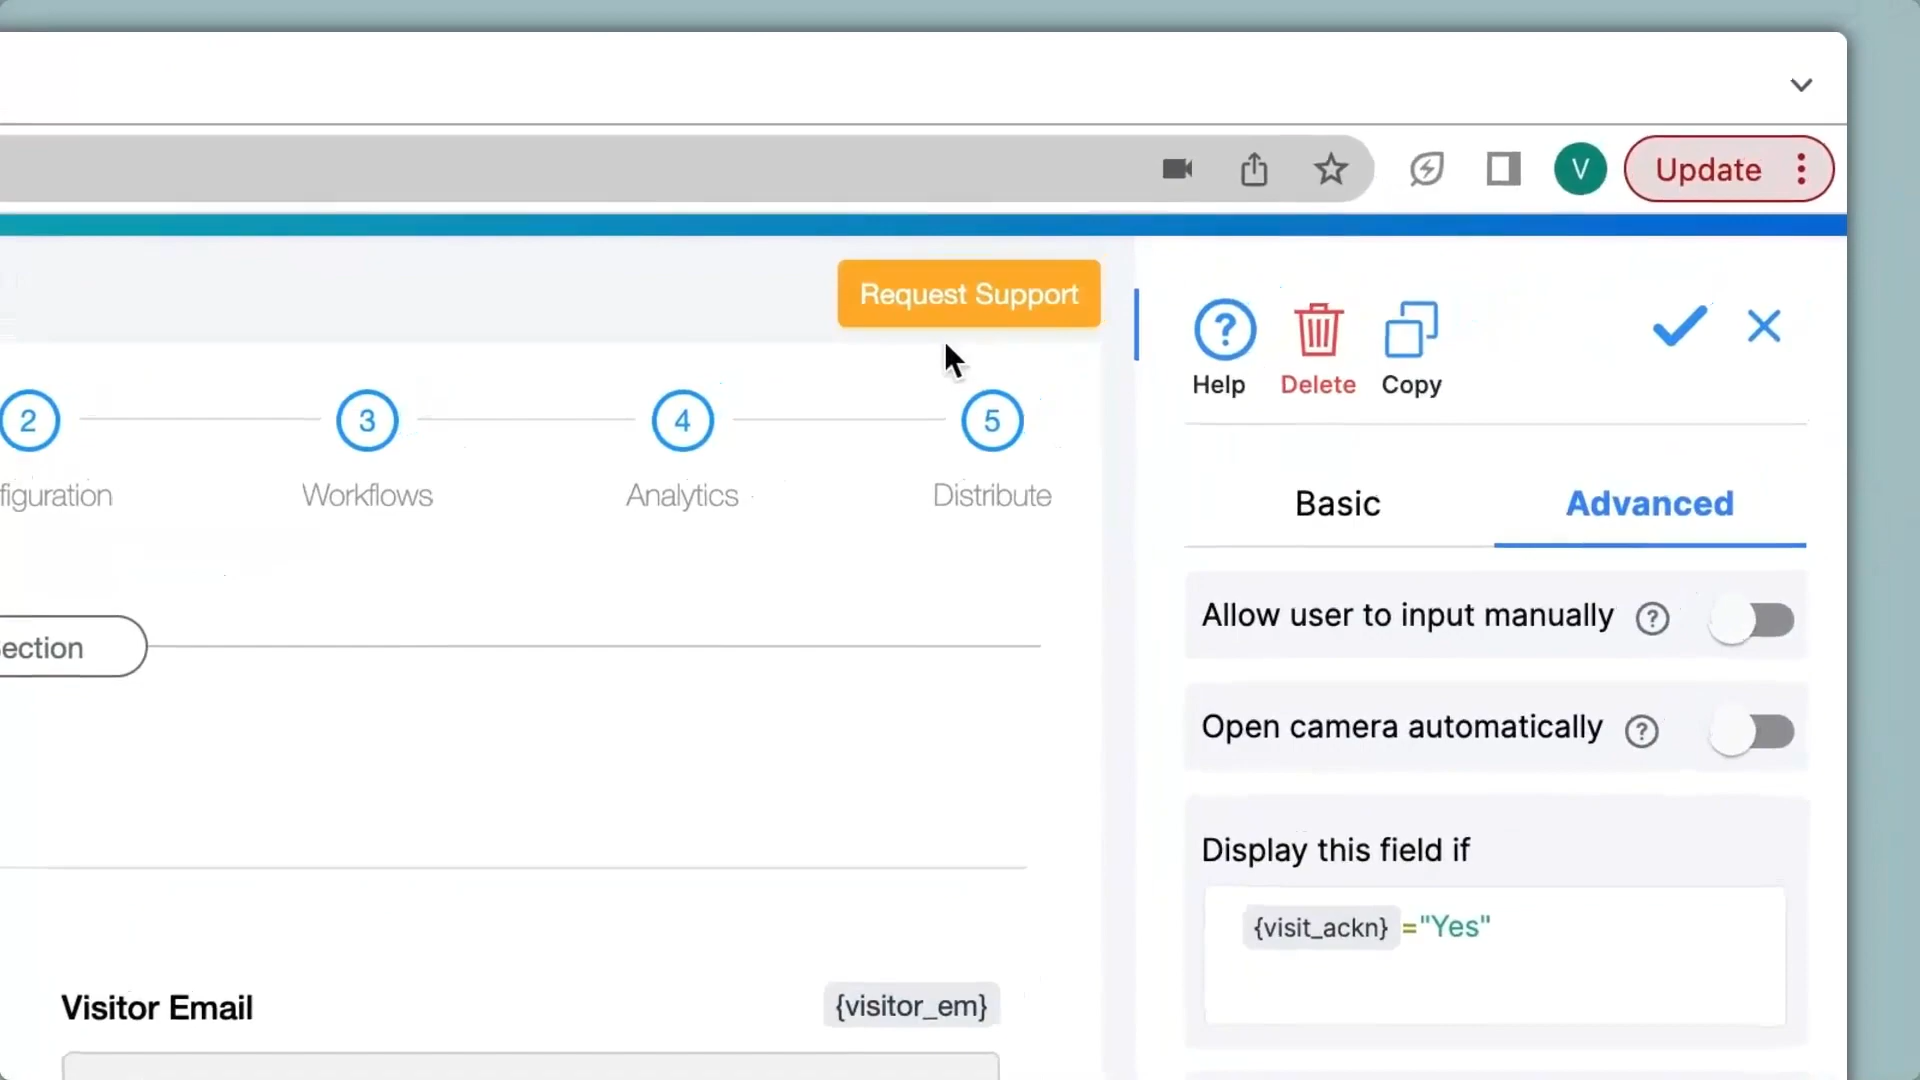 V
Update
Request Support
?
Help
Delete
Copy
2
3
4
5
figuration
Workflows
Analytics
Distribute
Basic
Advanced
Allow user to input manually ?
ection
Open camera automatically ?
Display this field if
{visit_ackn} ="Yes"
Visitor Email
{visitor_em}